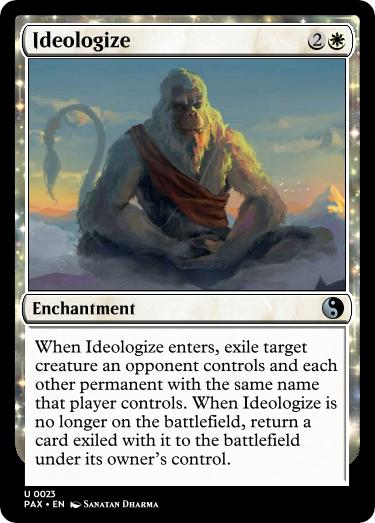 Ideologize 2
Enchantment
When Ideologize enters, exile target
creature an opponent controls and each
other permanent with the same name
that player controls. When Ideologize is
no longer on the battlefield, return a
card exiled with it to the battlefield
under its owner's control.
U 0023
PAX • EN Sanatan Dharma